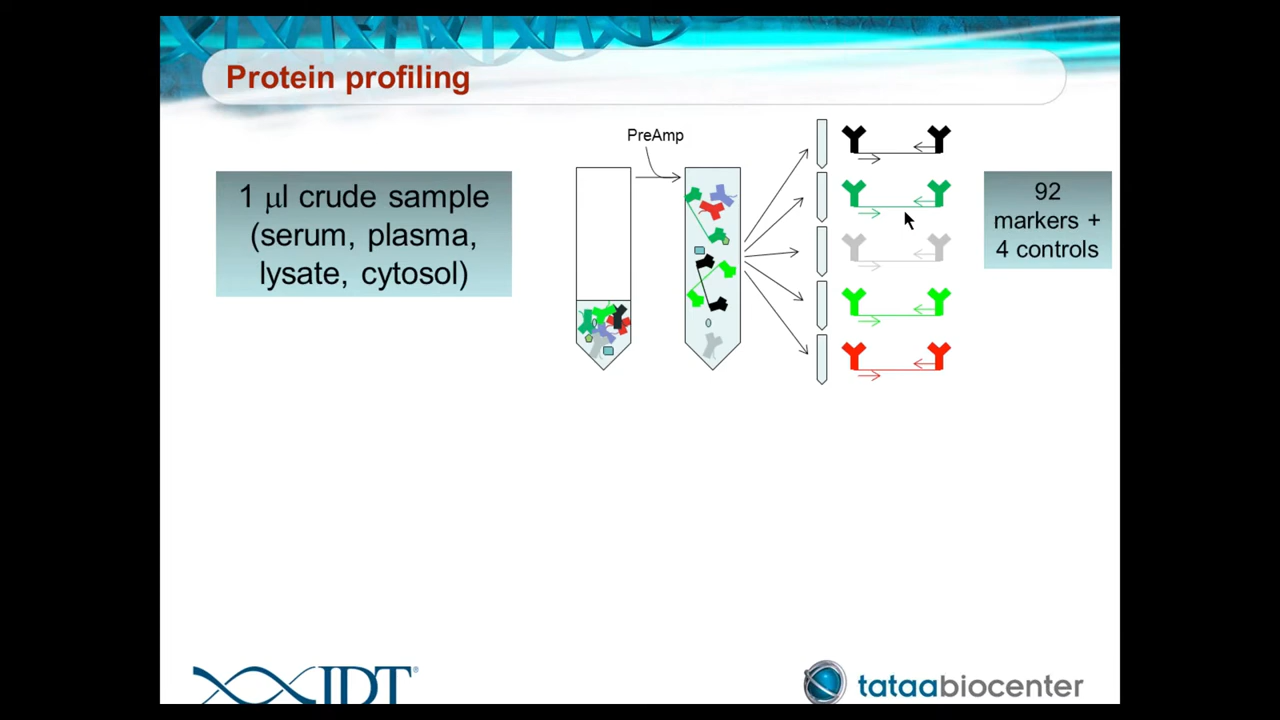 Protein profiling
PreAmp
1 μl crude sample
(serum, plasma,
lysate, cytosol)
92
markers +
4 controls
IDT®
tataabiocenter